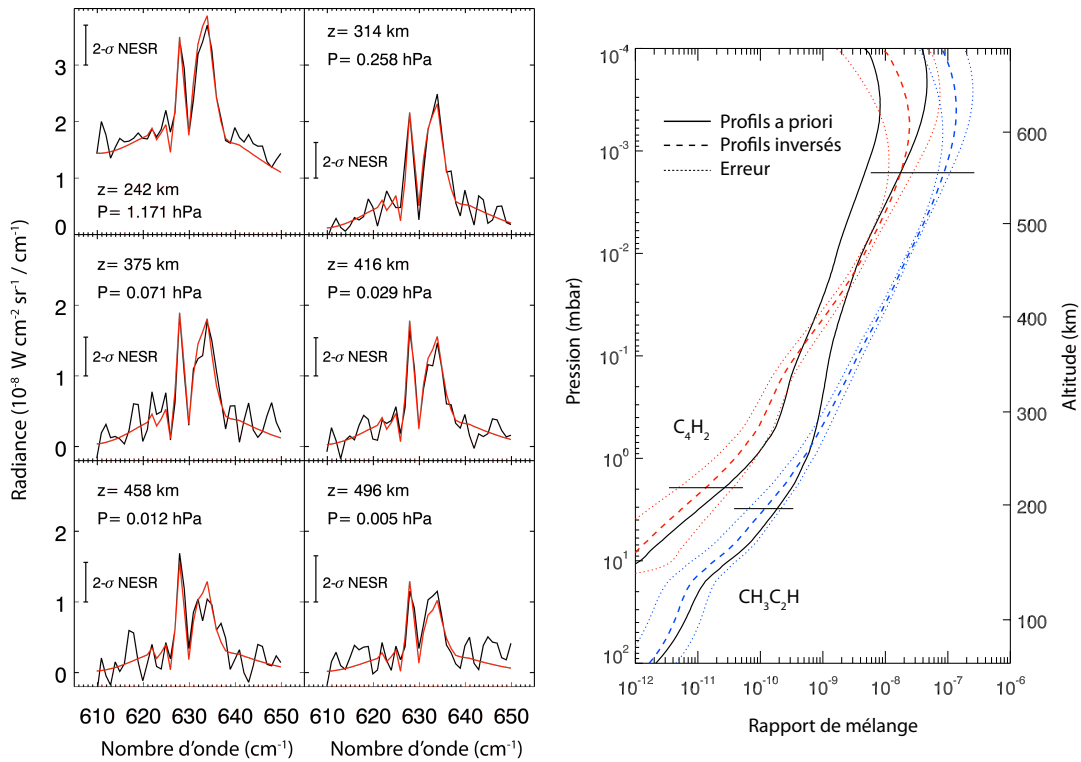 2-σ NESR
z= 242 km
P= 1.171 hPa
z= 314 km
P= 0.258 hPa
2-σ NESR
z= 375 km
P= 0.071 hPa
2-σ NESR
z= 416 km
P= 0.029 hPa
2-σ NESR
z= 458 km
P= 0.012 hPa
2-σ NESR
z= 496 km
P= 0.005 hPa
2-σ NESR
3
2
1
0
2
1
0
2
1
0
610 620 630 640 650
610 620 630 640 650
Nombre d'onde (cm⁻¹)
Nombre d'onde (cm⁻¹)
Radiance (10⁻⁸ W cm⁻² sr⁻¹ / cm⁻¹)
Profils a priori
Profils inversés
Erreur
C₄H₂
CH₃C₂H
10⁻⁴
10⁻³
10⁻²
10⁻¹
10⁰
10¹
10²
Pression (mbar)
600
500
400
300
200
100
Altitude (km)
10⁻¹² 10⁻¹¹ 10⁻¹⁰ 10⁻⁹ 10⁻⁸ 10⁻⁷ 10⁻⁶
Rapport de mélange